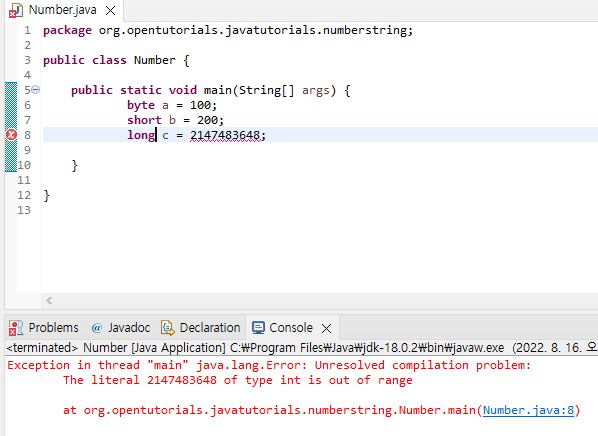 Number.java
1 package org.opentutorials.javatutorials.numberstring;
2
3 public class Number {
4
5 public static void main(String[] args) {
6 byte a = 100;
7 short b = 200;
8 long c = 2147483648;
9
10 }
11
12 }
13
Problems @ Javadoc Declaration Console
<terminated> Number [Java Application] C:₩Program Files₩Java₩jdk-18.0.2₩bin₩javaw.exe (2022. 8. 16. 오
Exception in thread "main" java.lang.Error: Unresolved compilation problem:
The literal 2147483648 of type int is out of range
at org.opentutorials.javatutorials.numberstring.Number.main(Number.java:8)